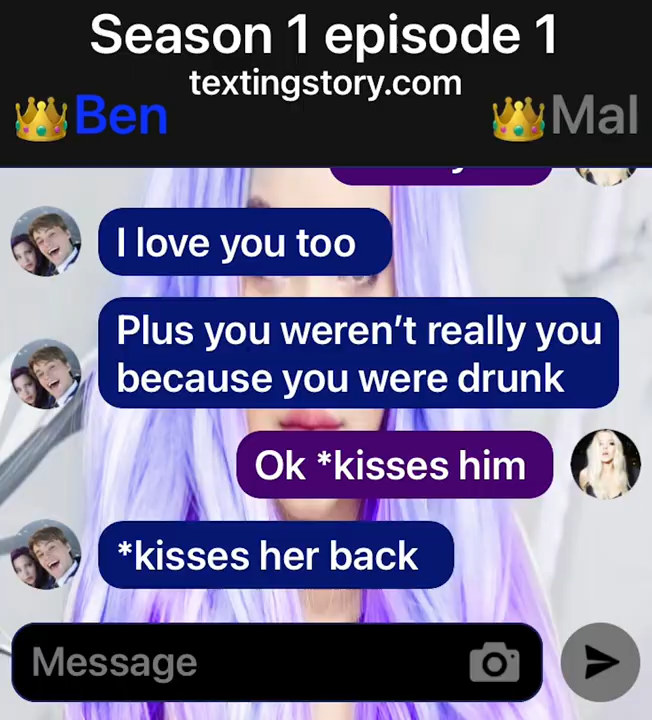 Season 1 episode 1
textingstory.com
👑Ben
👑Mal
I love you too
Plus you weren’t really you
because you were drunk
Ok *kisses him
*kisses her back
Message